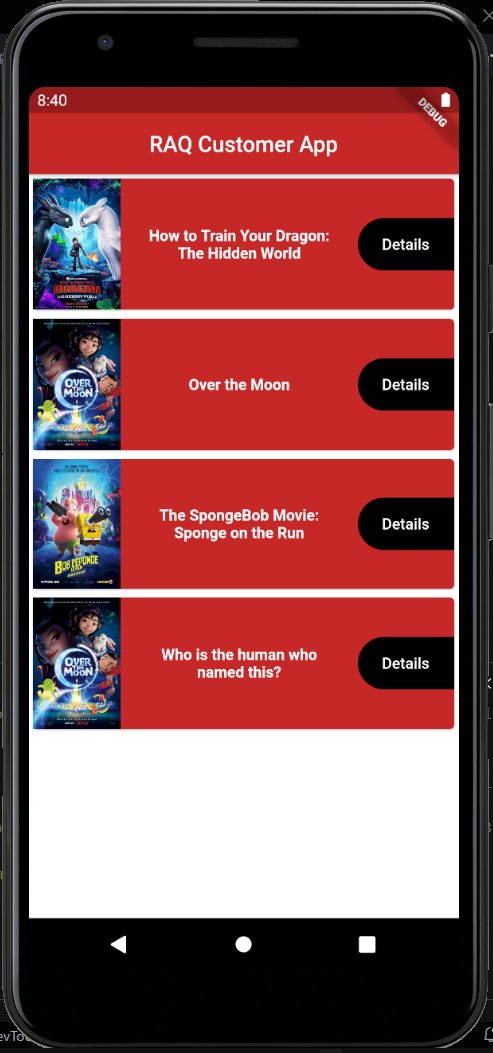 8:40
DEBUG
RAQ Customer App
How to Train Your Dragon:
The Hidden World
Details
OVER
THE
MOON
Over the Moon
Details
The SpongeBob Movie:
Sponge on the Run
Details
OVER
THE
MOON
Who is the human who
named this?
Details